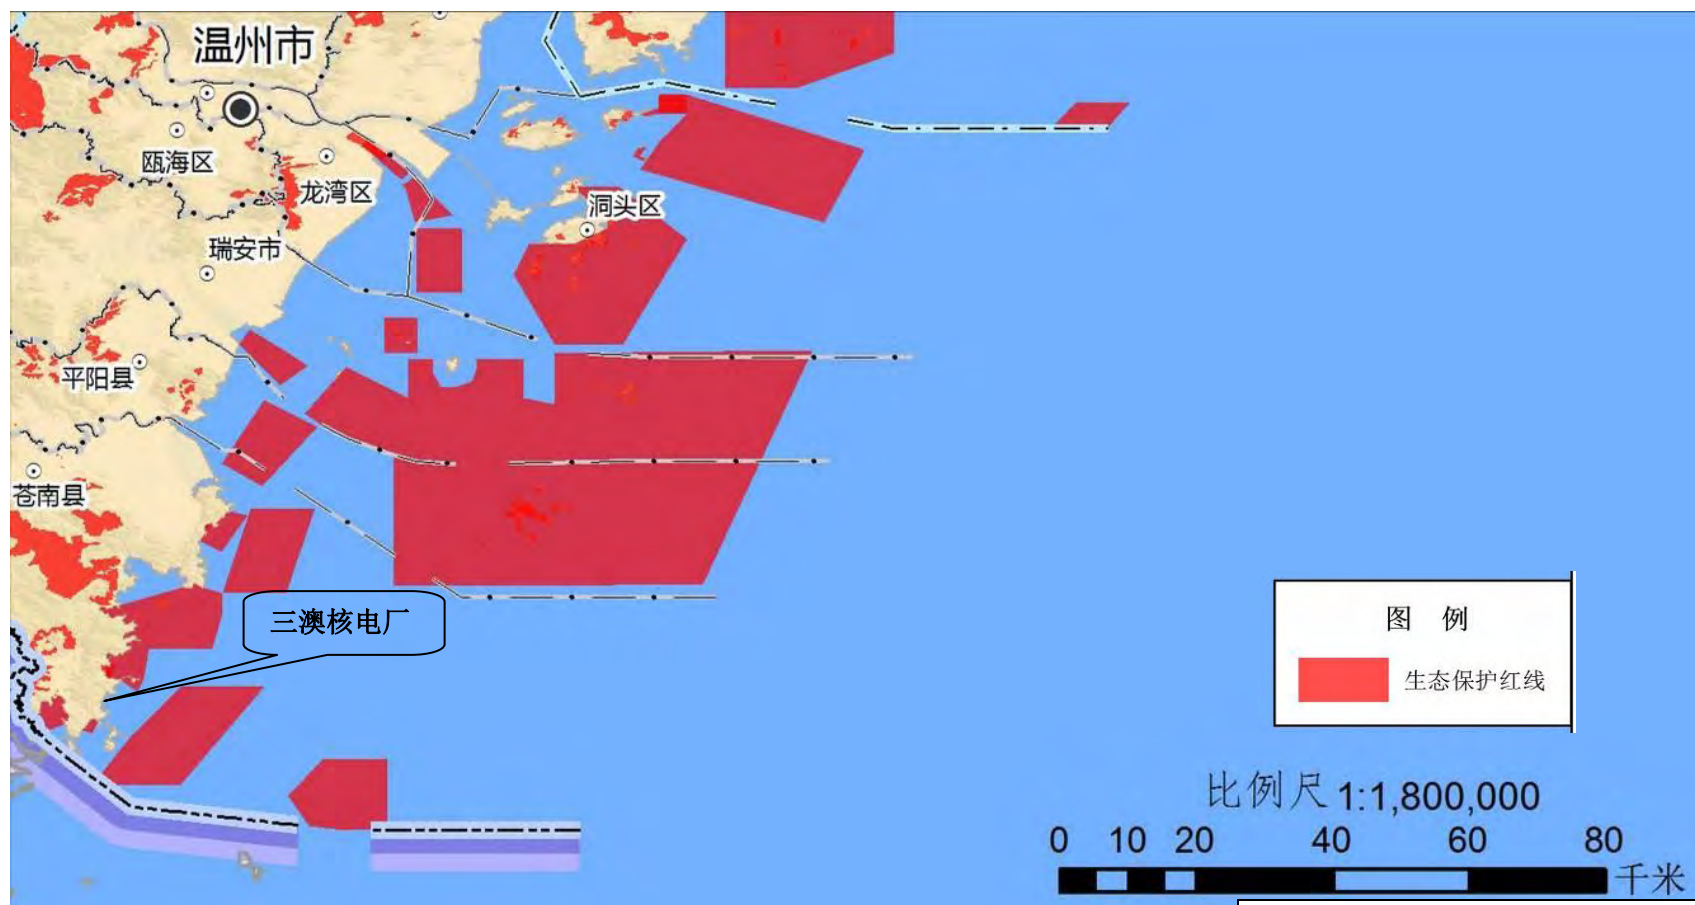 温州市
瓯海区
龙湾区
洞头区
瑞安市
平阳县
苍南县
三澳核电厂
图 例
生态保护红线
比例尺 1:1,800,000
0 10 20 40 60 80
千米